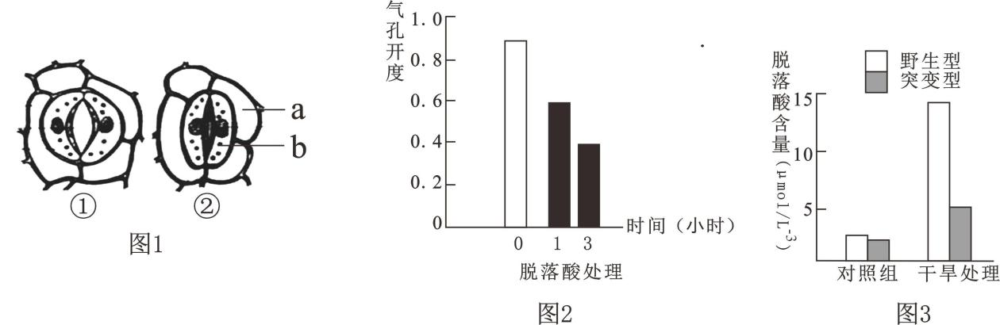 a
b
①
②
图1
气孔开度
1.0
0.8
0.6
0.4
0.2
0
0
1
3
时间（小时）
脱落酸处理
图2
脱落酸含量(μmol/L⁻³)
野生型
突变型
15
10
5
对照组
干旱处理
图3